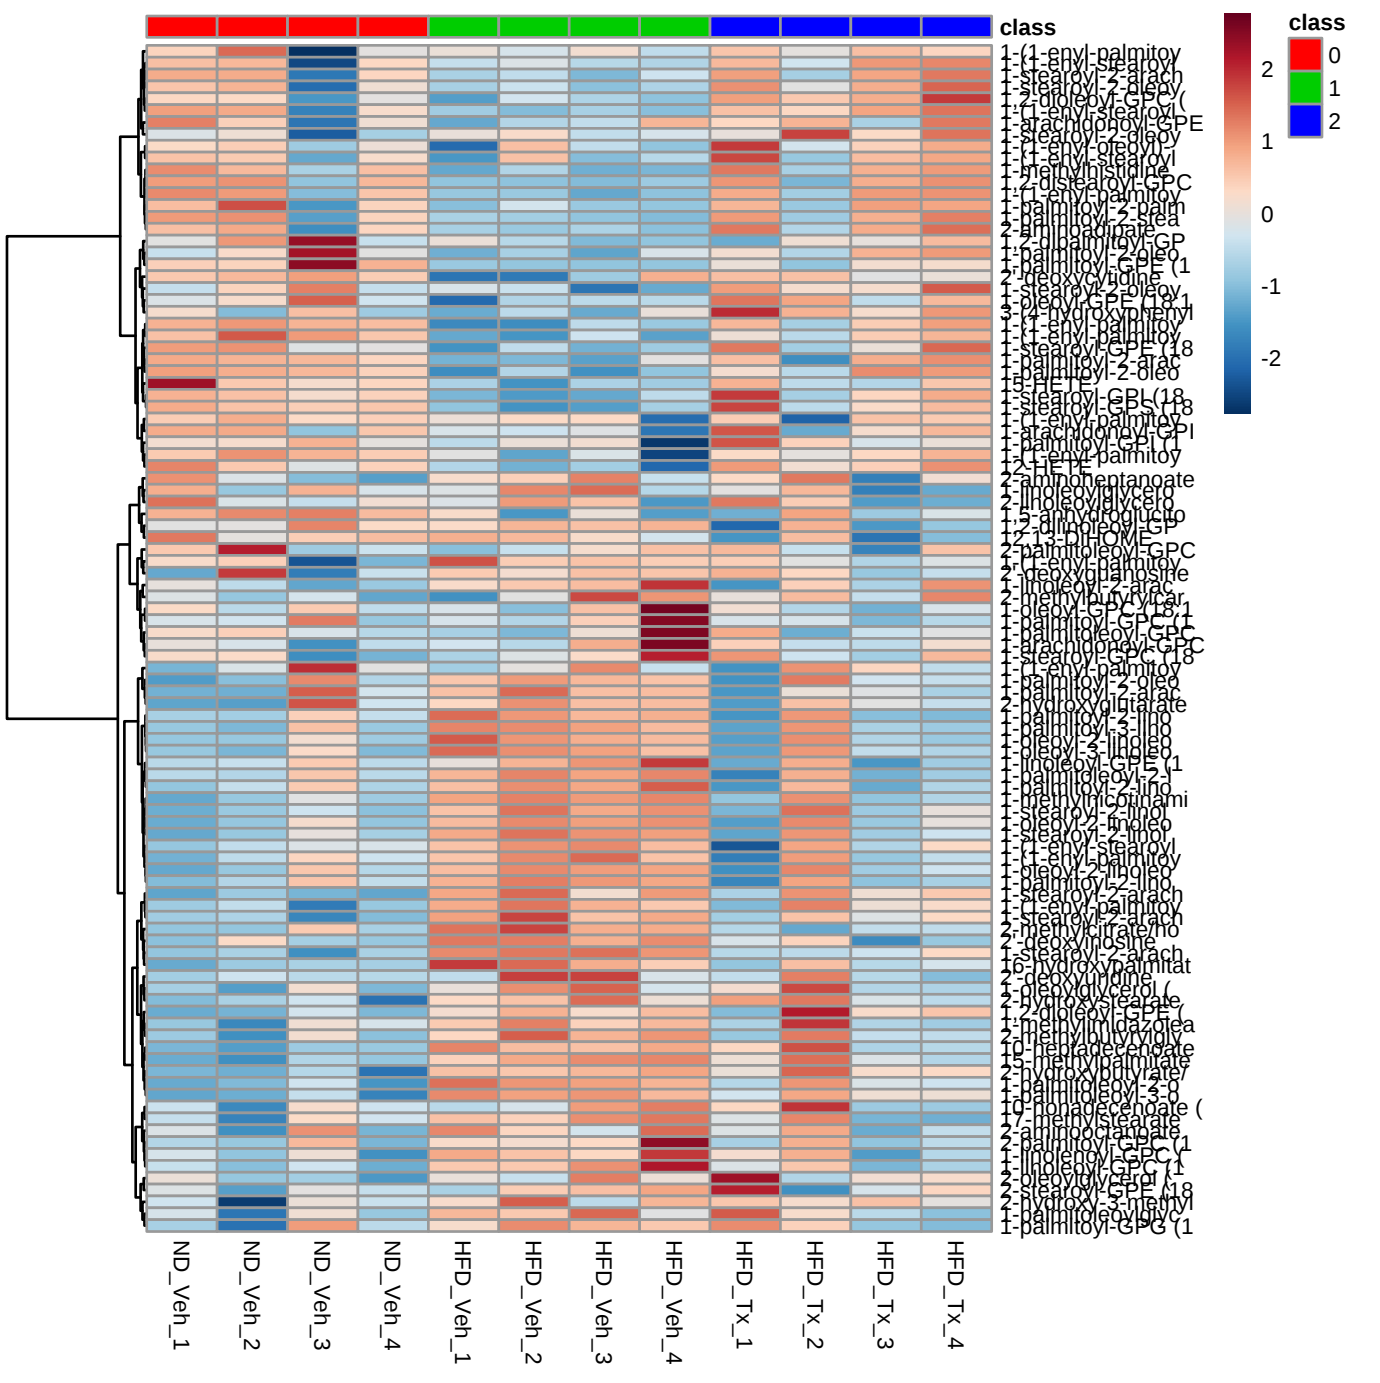 class
1-(1-enyl-palmitoy
1-(1-enyl-stearoyl
1-stearoyl-2-arach
1-stearoyl-2-oleoy
1,2-dioleoyl-GPC (
1-(1-enyl-stearoyl
1-arachidonoyl-GPE
1-stearoyl-2-oleoy
1-(1-enyl-oleoyl)-
1-(1-enyl-stearoyl
1-methylhistidine
1,2-distearoyl-GPC
1-(1-enyl-palmitoy
1-palmitoyl-2-palm
1-palmitoyl-2-stea
2-aminoadipate
1,2-dipalmitoyl-GP
1-palmitoyl-2-oleo
1-palmitoyl-GPE (1
2'-deoxycytidine
1-stearoyl-2-oleoy
1-oleoyl-GPE (18:1
3-(4-hydroxyphenyl
1-(1-enyl-palmitoy
1-(1-enyl-palmitoy
1-stearoyl-GPE (18
1-palmitoyl-2-arac
1-palmitoyl-2-oleo
15-HETE
1-stearoyl-GPI (18
1-stearoyl-GPS (18
1-(1-enyl-palmitoy
1-arachidonoyl-GPI
1-palmitoyl-GPI (1
1-(1-enyl-palmitoy
12-HETE
2-aminoheptanoate
1-linoleoylglycero
2-linoleoylglycero
1,5-anhydroglucito
1,2-dilinoleoyl-GP
12,13-DiHOME
2-palmitoleoyl-GPC
1-(1-enyl-palmitoy
2'-deoxyguanosine
1-linoleoyl-2-arac
2-methylbutyrylcar
1-oleoyl-GPC (18:1
1-palmitoyl-GPC (1
1-palmitoleoyl-GPC
1-arachidonoyl-GPC
1-stearoyl-GPC (18
1-(1-enyl-palmitoy
1-palmitoyl-2-oleo
1-palmitoyl-2-arac
2-hydroxyglutarate
1-palmitoyl-2-lino
1-palmitoyl-3-lino
1-oleoyl-2-linoleo
1-oleoyl-3-linoleo
1-linoleoyl-GPE (1
1-palmitoleoyl-2-l
1-palmitoyl-2-lino
1-methylnicotinami
1-stearoyl-2-linol
1-oleoyl-2-linoleo
1-stearoyl-2-linol
1-(1-enyl-stearoyl
1-(1-enyl-palmitoy
1-oleoyl-2-linoleo
1-palmitoyl-2-lino
1-stearoyl-2-arach
1-(1-enyl-palmitoy
1-stearoyl-2-arach
2-methylcitrate/ho
2'-deoxyinosine
1-stearoyl-2-arach
16-hydroxypalmitat
2'-deoxyuridine
1-oleoylglycerol (
2-hydroxystearate
1,2-dioleoyl-GPE (
1-methylimidazolea
2-methylbutyrylgly
10-heptadecenoate
15-methylpalmitate
2-hydroxybutyrate/
1-palmitoleoyl-2-o
1-palmitoleoyl-3-o
10-nonadecenoate (
17-methylstearate
2-aminooctanoate
2-palmitoyl-GPC (1
1-linolenoyl-GPC (
1-linoleoyl-GPC (1
2-oleoylglycerol (
2-stearoyl-GPE (18
2-hydroxy-3-methyl
1-palmitoleoylglyc
1-palmitoyl-GPG (1
ND_Veh_1
ND_Veh_2
ND_Veh_3
ND_Veh_4
HFD_Veh_1
HFD_Veh_2
HFD_Veh_3
HFD_Veh_4
HFD_Tx_1
HFD_Tx_2
HFD_Tx_3
HFD_Tx_4
2
1
0
-1
-2
class
0
1
2